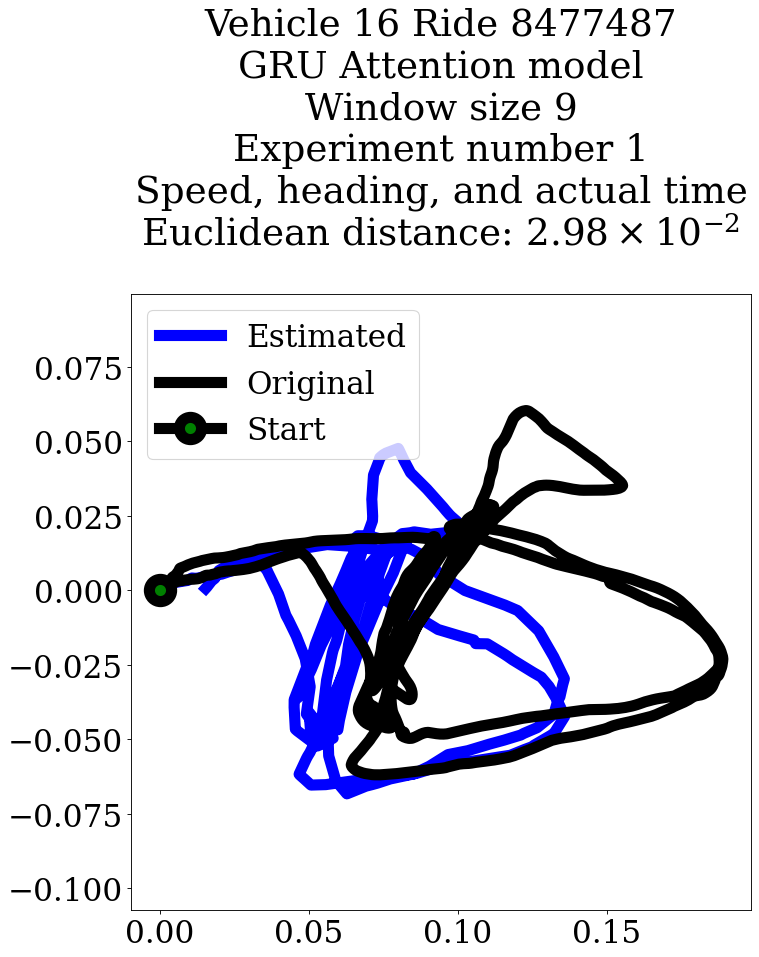 Vehicle 16 Ride 8477487
GRU Attention model
Window size 9
Experiment number 1
Speed, heading, and actual time
Euclidean distance: 2.98 × 10⁻²
Estimated
Original
Start
0.075
0.050
0.025
0.000
−0.025
−0.050
−0.075
−0.100
0.00 0.05 0.10 0.15